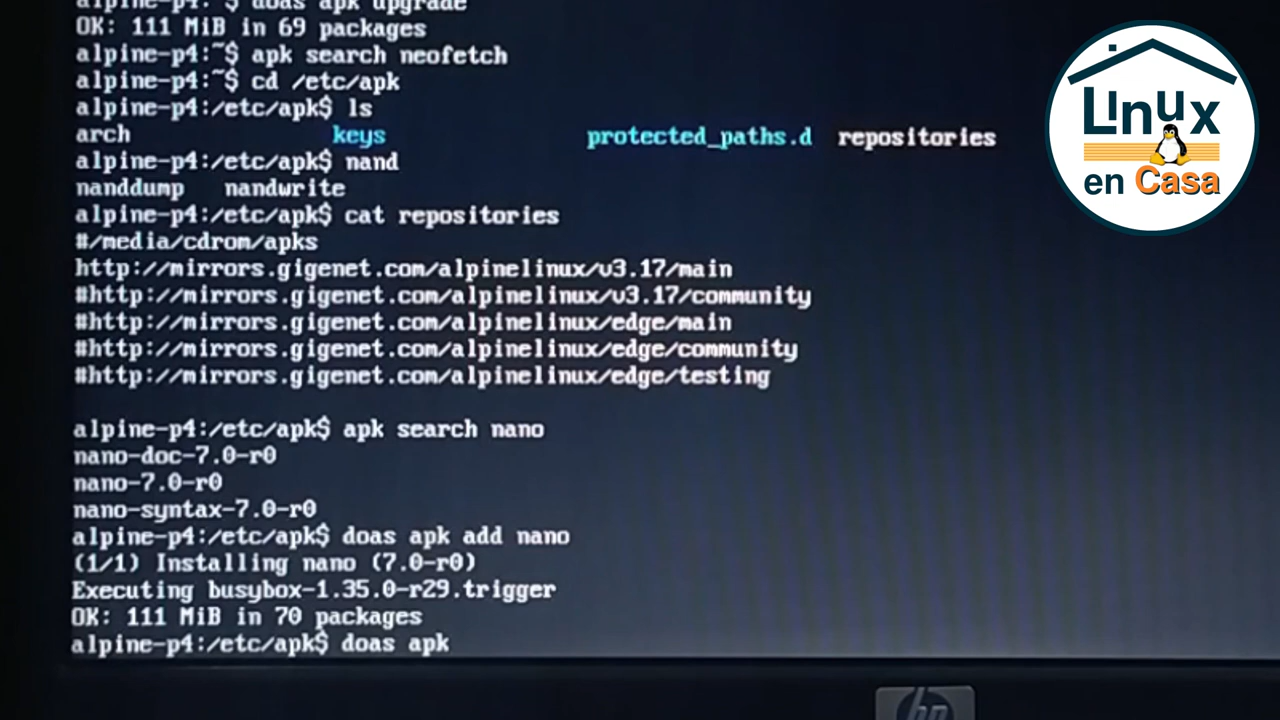 alpine-p4:~$ doas apk upgrade
OK: 111 MiB in 69 packages
alpine-p4:~$ apk search neofetch
alpine-p4:~$ cd /etc/apk
alpine-p4:/etc/apk$ ls
arch keys protected_paths.d repositories
alpine-p4:/etc/apk$ nand
nanddump nandwrite
alpine-p4:/etc/apk$ cat repositories
#/media/cdrom/apks
http://mirrors.gigenet.com/alpinelinux/v3.17/main
#http://mirrors.gigenet.com/alpinelinux/v3.17/community
#http://mirrors.gigenet.com/alpinelinux/edge/main
#http://mirrors.gigenet.com/alpinelinux/edge/community
#http://mirrors.gigenet.com/alpinelinux/edge/testing
alpine-p4:/etc/apk$ apk search nano
nano-doc-7.0-r0
nano-7.0-r0
nano-syntax-7.0-r0
alpine-p4:/etc/apk$ doas apk add nano
(1/1) Installing nano (7.0-r0)
Executing busybox-1.35.0-r29.trigger
OK: 111 MiB in 70 packages
alpine-p4:/etc/apk$ doas apk
Linux
en Casa
hp